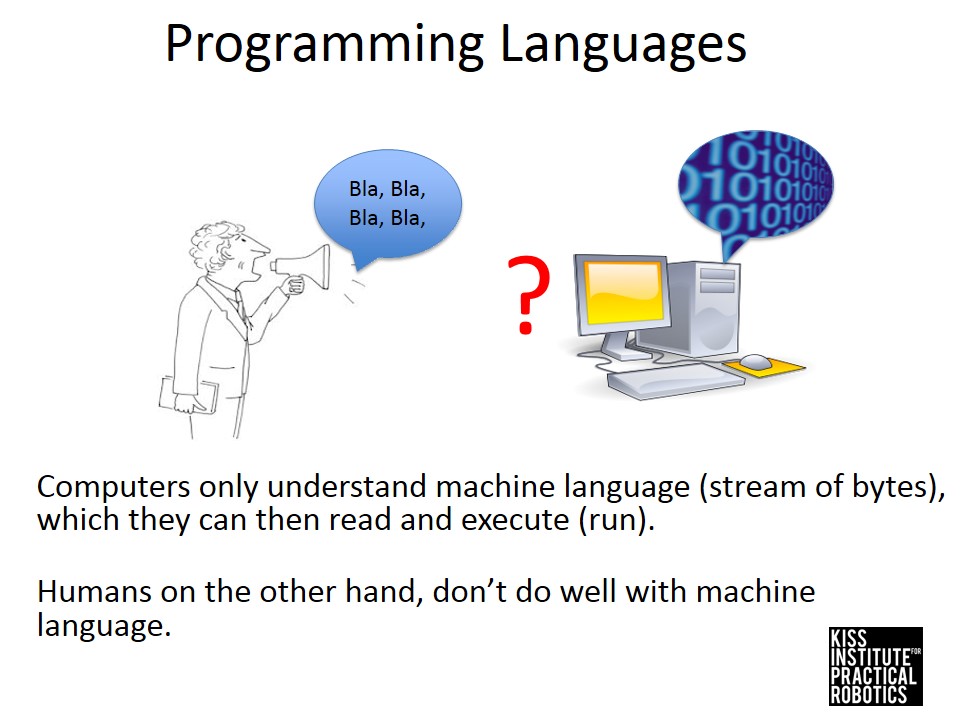 Programming Languages
Bla, Bla,
Bla, Bla,
?
Computers only understand machine language (stream of bytes),
which they can then read and execute (run).
Humans on the other hand, don’t do well with machine
language.
KISS
INSTITUTE FOR
PRACTICAL
ROBOTICS